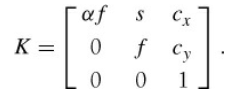 K = [ αf s c_x
0 f c_y
0 0 1 ] .